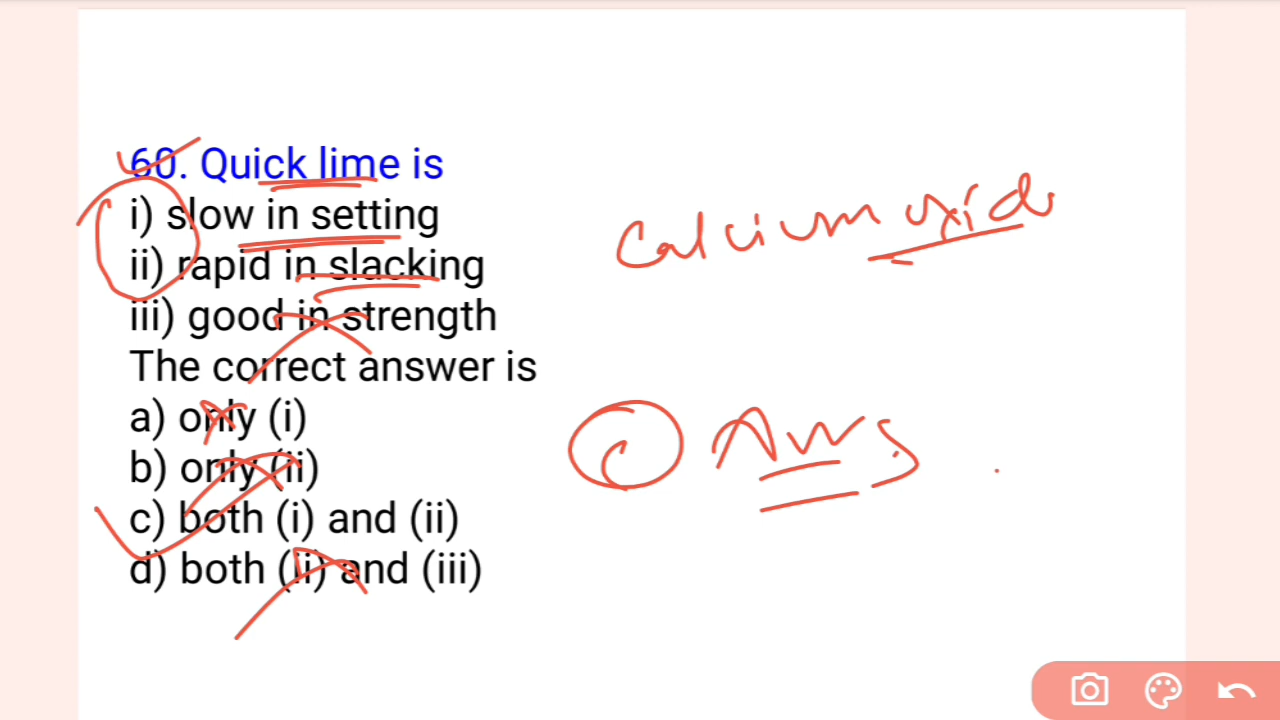 60. Quick lime is
i) slow in setting
ii) rapid in slacking
iii) good in strength
The correct answer is
a) only (i)
b) only (ii)
c) both (i) and (ii)
d) both (ii) and (iii)
Calcium oxide
C Ans